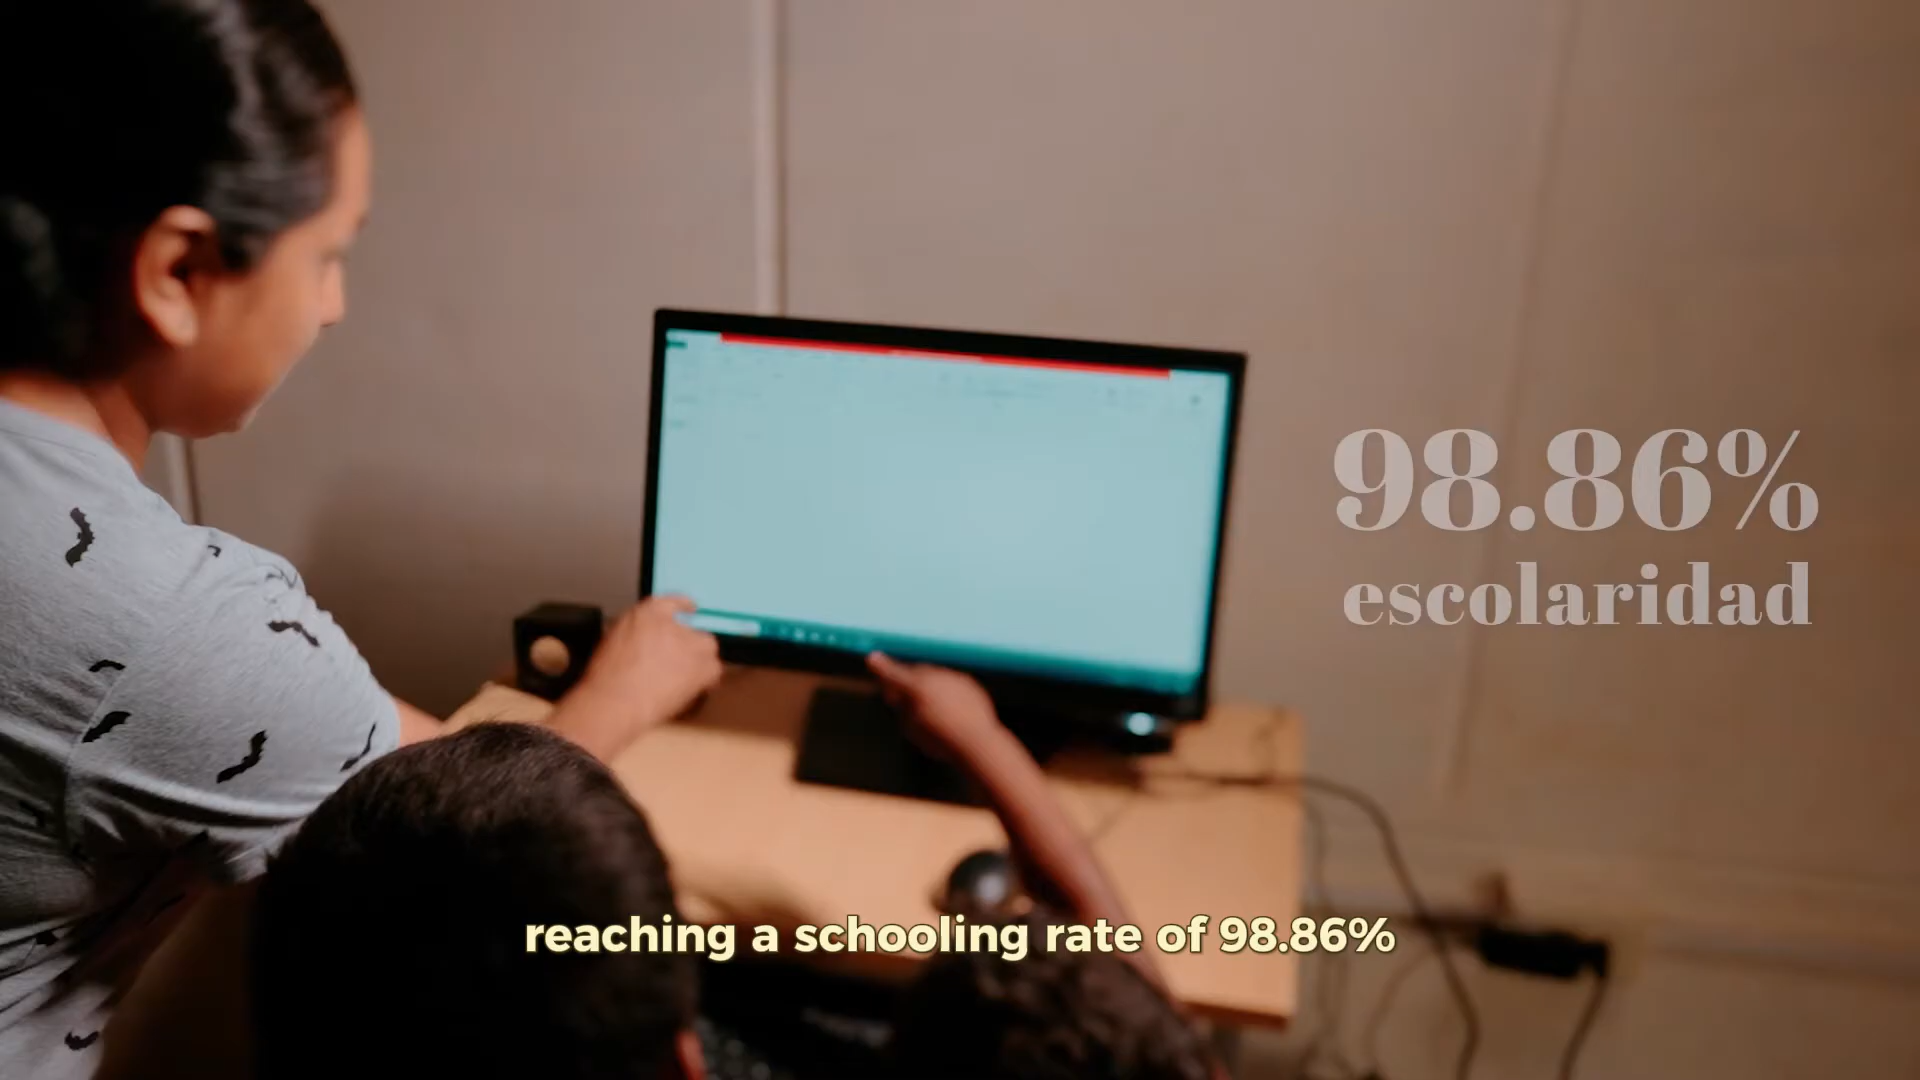 98.86%
escolaridad
reaching a schooling rate of 98.86%